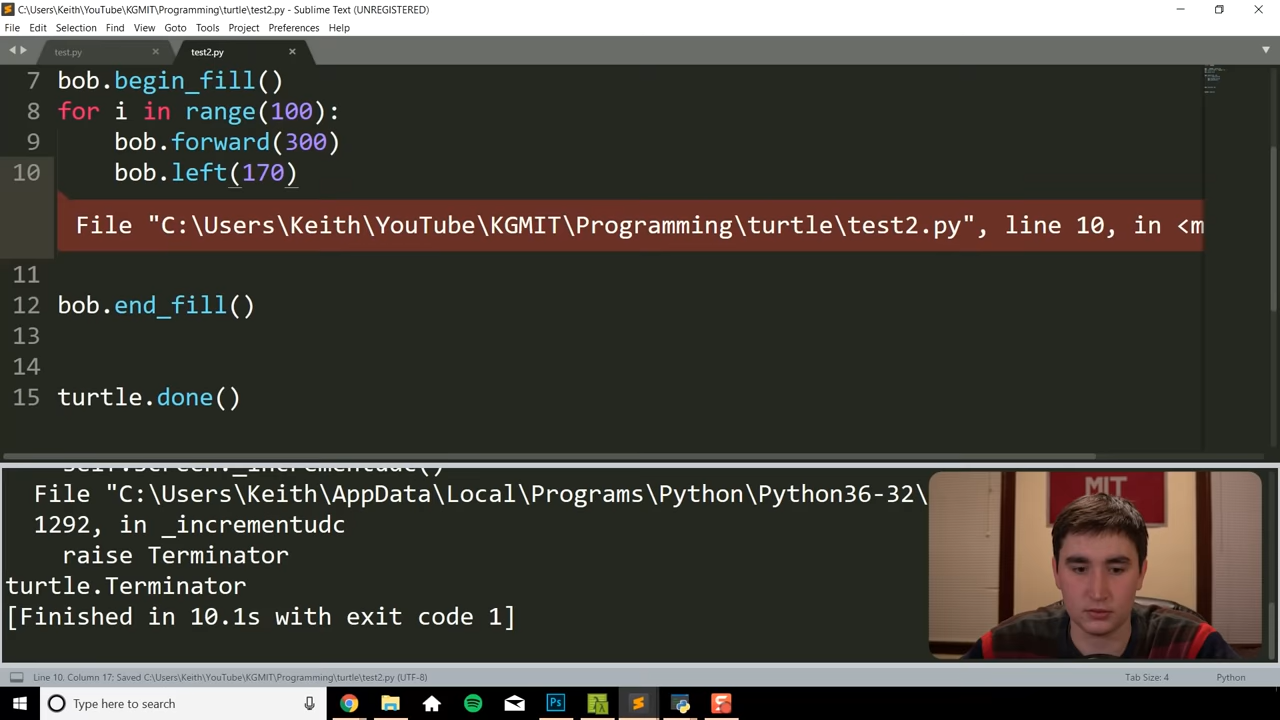 C:\Users\Keith\YouTube\KGMIT\Programming\turtle\test2.py - Sublime Text (UNREGISTERED)
File Edit Selection Find View Goto Tools Project Preferences Help
test.py test2.py
7 bob.begin_fill()
8 for i in range(100):
9 bob.forward(300)
10 bob.left(170)
File "C:\Users\Keith\YouTube\KGMIT\Programming\turtle\test2.py", line 10, in <m
11
12 bob.end_fill()
13
14
15 turtle.done()
self.screen._incrementudc()
File "C:\Users\Keith\AppData\Local\Programs\Python\Python36-32\
1292, in _incrementudc
raise Terminator
turtle.Terminator
[Finished in 10.1s with exit code 1]
MIT
Line 10, Column 17; Saved C:\Users\Keith\YouTube\KGMIT\Programming\turtle\test2.py (UTF-8)
Tab Size: 4
Python
Type here to search
Ps